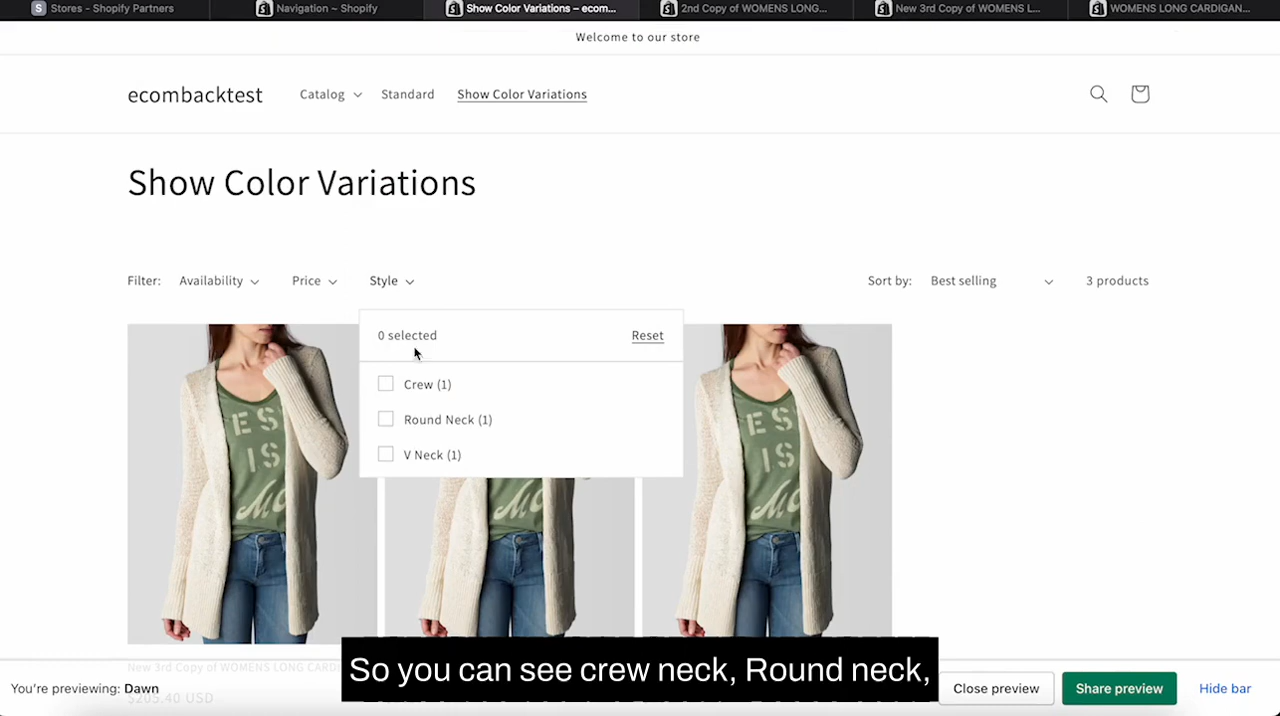 Stores - Shopify Partners
Navigation ~ Shopify
Show Color Variations – ecom...
2nd Copy of WOMENS LONG...
New 3rd Copy of WOMENS L...
WOMENS LONG CARDIGAN...
Welcome to our store
ecombacktest
Catalog
Standard
Show Color Variations
Show Color Variations
Filter:
Availability
Price
Style
Sort by:
Best selling
3 products
0 selected
Reset
Crew (1)
Round Neck (1)
V Neck (1)
New 3rd Copy of WOMENS LONG CARD
$205.40 USD
So you can see crew neck, Round neck,
You're previewing: Dawn
Close preview
Share preview
Hide bar